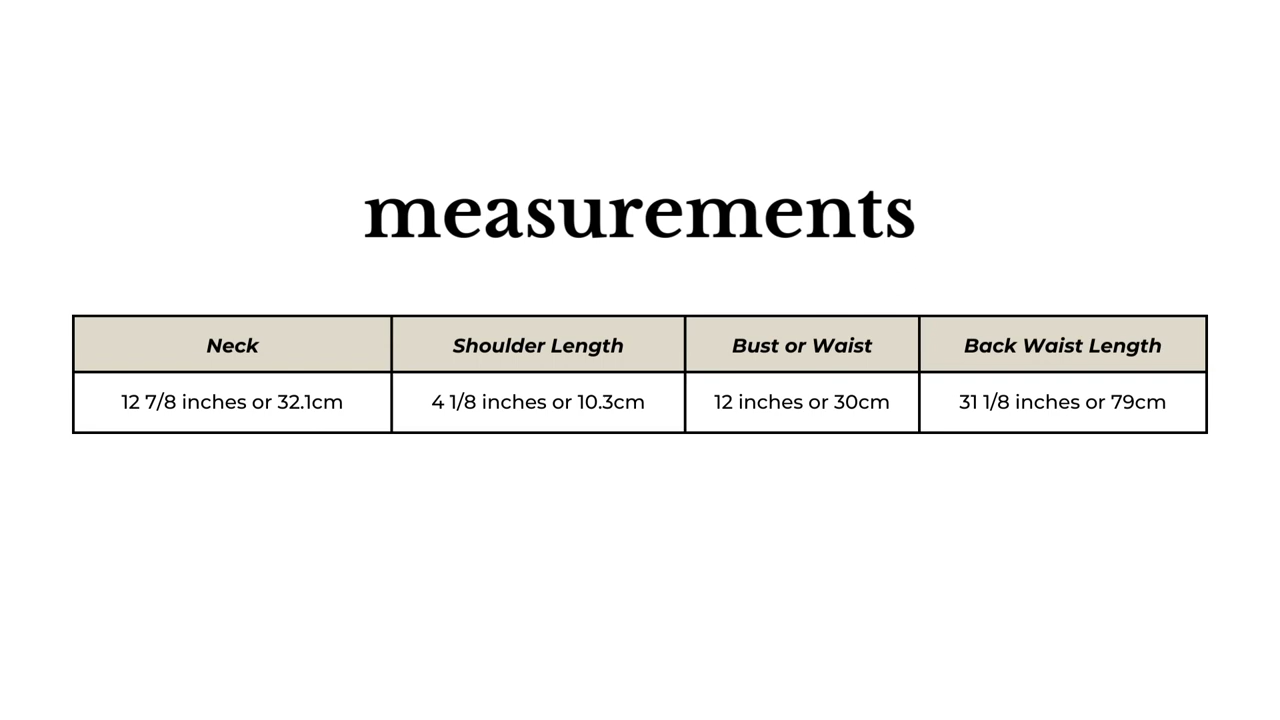 measurements
Neck Shoulder Length Bust or Waist Back Waist Length
12 7/8 inches or 32.1cm 4 1/8 inches or 10.3cm 12 inches or 30cm 31 1/8 inches or 79cm